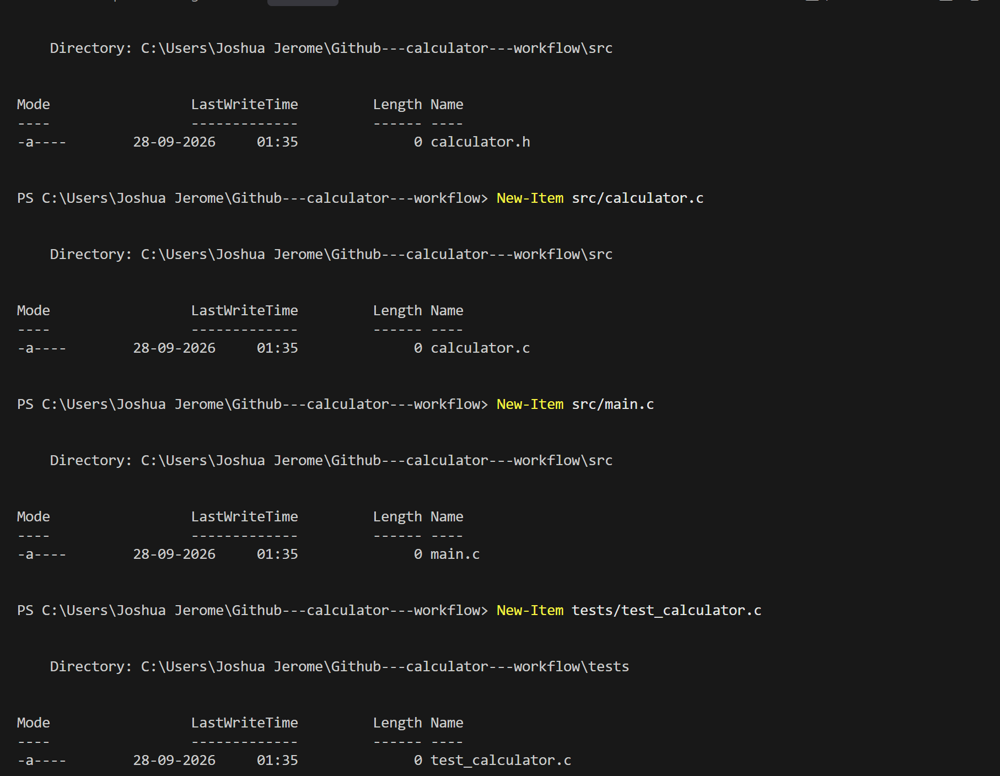 Directory: C:\Users\Joshua Jerome\Github---calculator---workflow\src
Mode LastWriteTime Length Name
---- ------------- ------ ----
-a---- 28-09-2026 01:35 0 calculator.h
PS C:\Users\Joshua Jerome\Github---calculator---workflow> New-Item src/calculator.c
Directory: C:\Users\Joshua Jerome\Github---calculator---workflow\src
Mode LastWriteTime Length Name
---- ------------- ------ ----
-a---- 28-09-2026 01:35 0 calculator.c
PS C:\Users\Joshua Jerome\Github---calculator---workflow> New-Item src/main.c
Directory: C:\Users\Joshua Jerome\Github---calculator---workflow\src
Mode LastWriteTime Length Name
---- ------------- ------ ----
-a---- 28-09-2026 01:35 0 main.c
PS C:\Users\Joshua Jerome\Github---calculator---workflow> New-Item tests/test_calculator.c
Directory: C:\Users\Joshua Jerome\Github---calculator---workflow\tests
Mode LastWriteTime Length Name
---- ------------- ------ ----
-a---- 28-09-2026 01:35 0 test_calculator.c